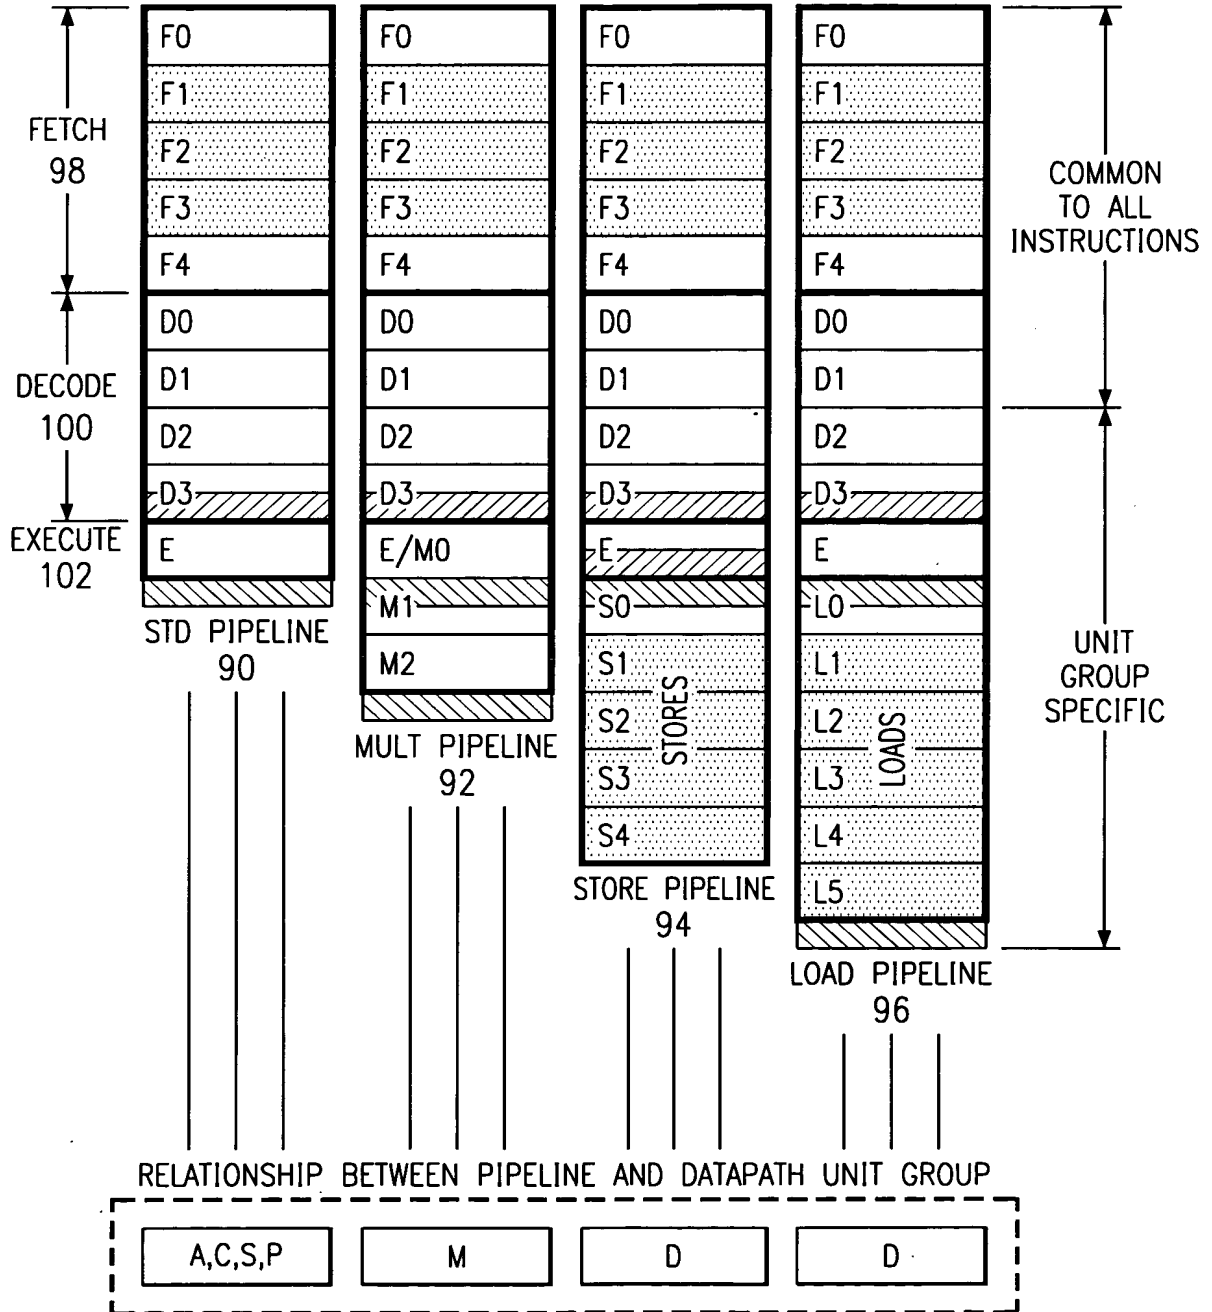 F0 F0 F0 F0
F1 F1 F1 F1
FETCH
98
F2 F2 F2 F2
F3 F3 F3 F3
F4 F4 F4 F4
COMMON
TO ALL
INSTRUCTIONS
D0 D0 D0 D0
D1 D1 D1 D1
DECODE
100
D2 D2 D2 D2
D3 D3 D3 D3
EXECUTE
102
E E/M0 E E
M1 S0 L0
M2 S1 L1
S2 L2
S3 L3
S4 L4
L5
STORES
LOADS
UNIT
GROUP
SPECIFIC
STD PIPELINE
90
MULT PIPELINE
92
STORE PIPELINE
94
LOAD PIPELINE
96
RELATIONSHIP BETWEEN PIPELINE AND DATAPATH UNIT GROUP
A,C,S,P M D D